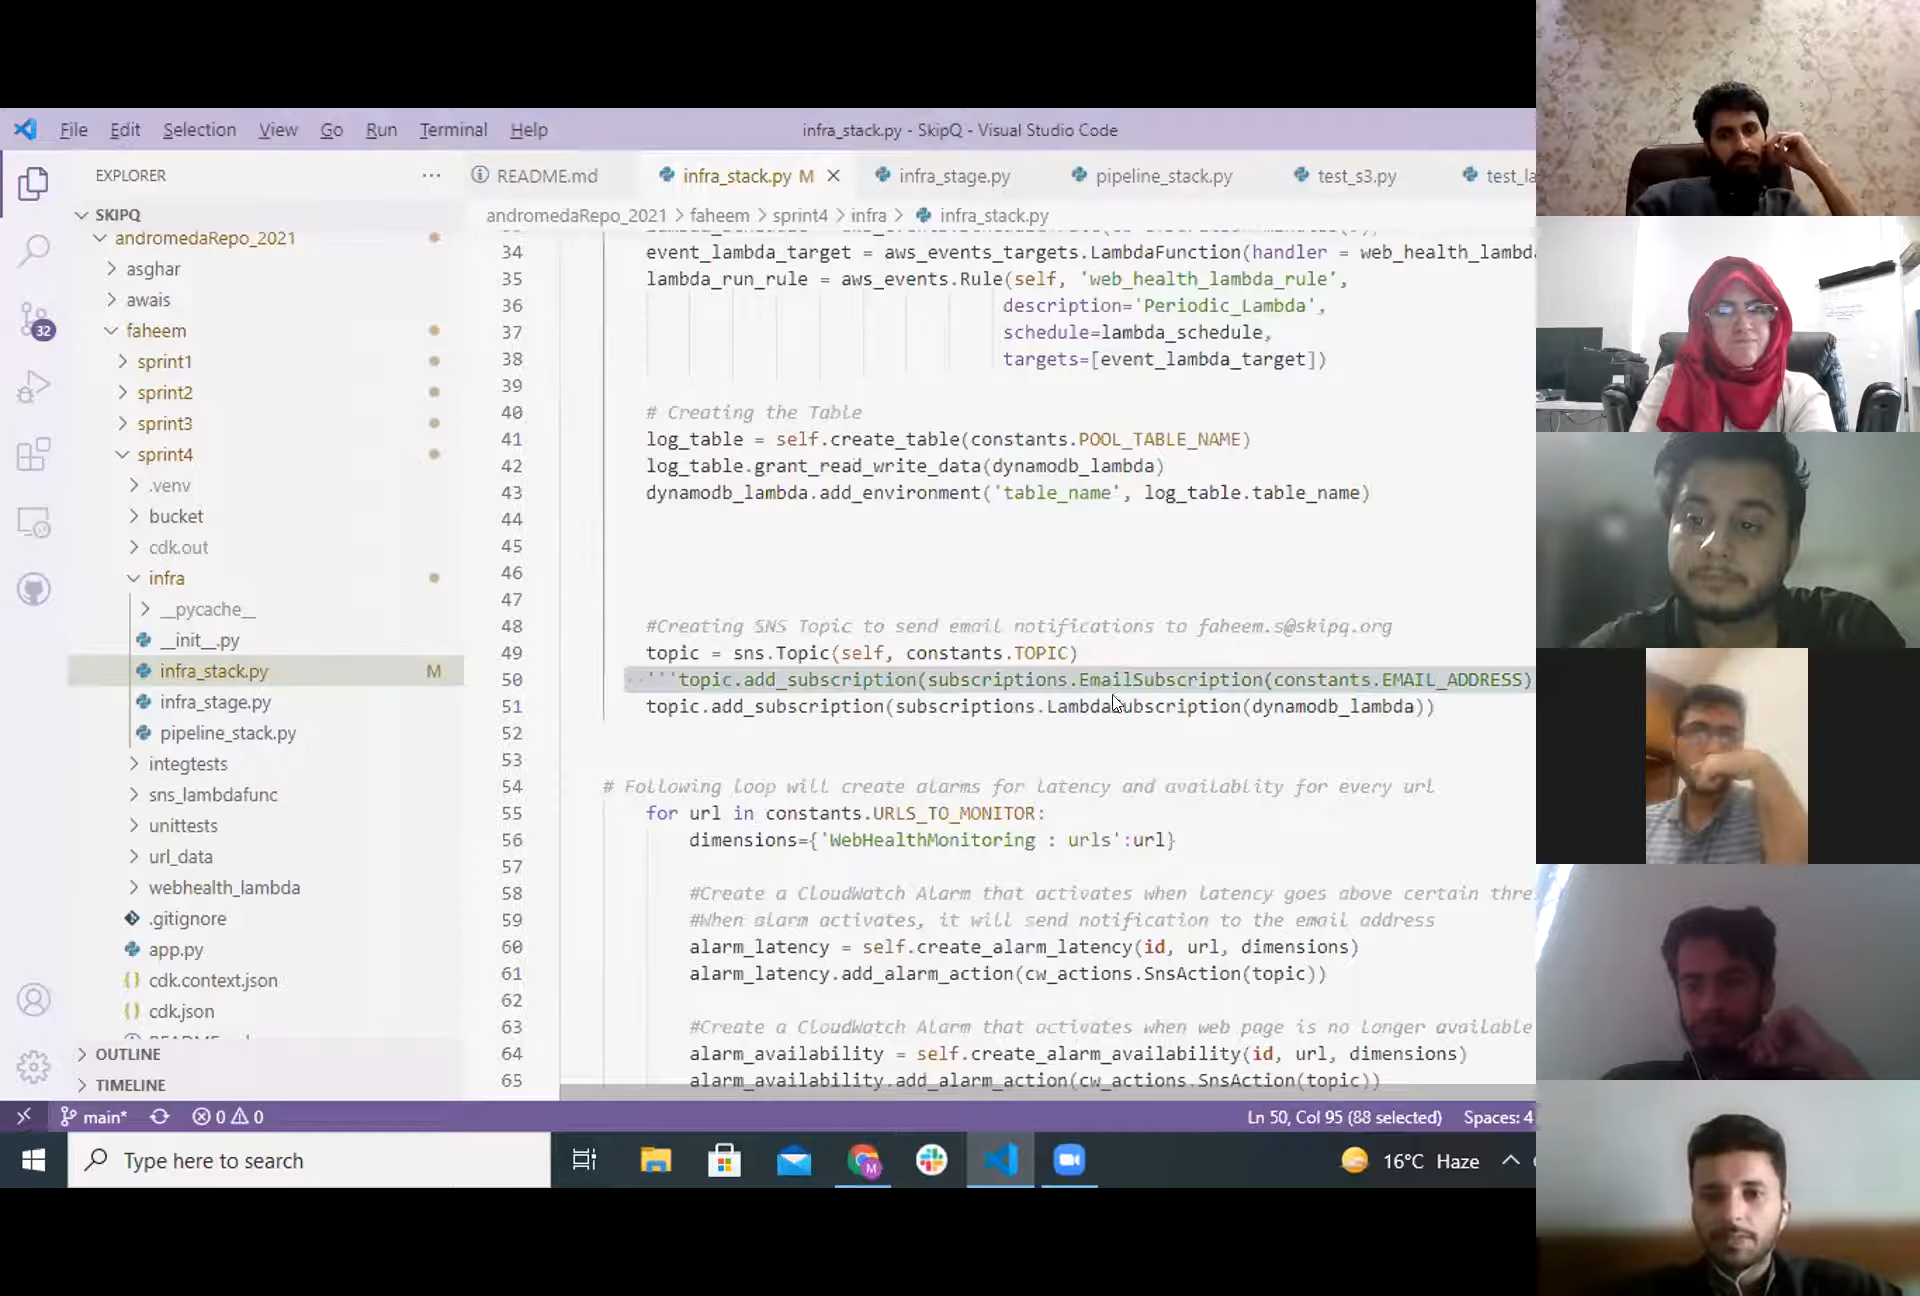 File Edit Selection View Go Run Terminal Help
infra_stack.py - SkipQ - Visual Studio Code
EXPLORER
README.md
infra_stack.py M
infra_stage.py
pipeline_stack.py
test_s3.py
test_la
SKIPQ
andromedaRepo_2021 > faheem > sprint4 > infra > infra_stack.py
andromedaRepo_2021
asghar
awais
faheem
sprint1
sprint2
sprint3
sprint4
.venv
bucket
cdk.out
infra
__pycache__
__init__.py
infra_stack.py M
infra_stage.py
pipeline_stack.py
integtests
sns_lambdafunc
unittests
url_data
webhealth_lambda
.gitignore
app.py
cdk.context.json
cdk.json
OUTLINE
TIMELINE
32
34 event_lambda_target = aws_events_targets.LambdaFunction(handler = web_health_lambda
35 lambda_run_rule = aws_events.Rule(self, 'web_health_lambda_rule',
36 description='Periodic_Lambda',
37 schedule=lambda_schedule,
38 targets=[event_lambda_target])
39
40 # Creating the Table
41 log_table = self.create_table(constants.POOL_TABLE_NAME)
42 log_table.grant_read_write_data(dynamodb_lambda)
43 dynamodb_lambda.add_environment('table_name', log_table.table_name)
44
45
46
47
48 #Creating SNS Topic to send email notifications to faheem.s@skipq.org
49 topic = sns.Topic(self, constants.TOPIC)
50 '''topic.add_subscription(subscriptions.EmailSubscription(constants.EMAIL_ADDRESS)
51 topic.add_subscription(subscriptions.LambdaSubscription(dynamodb_lambda))
52
53
54 # Following loop will create alarms for latency and availablity for every url
55 for url in constants.URLS_TO_MONITOR:
56 dimensions={'WebHealthMonitoring : urls':url}
57
58 #Create a CloudWatch Alarm that activates when latency goes above certain thre
59 #When alarm activates, it will send notification to the email address
60 alarm_latency = self.create_alarm_latency(id, url, dimensions)
61 alarm_latency.add_alarm_action(cw_actions.SnsAction(topic))
62
63 #Create a CloudWatch Alarm that activates when web page is no longer available
64 alarm_availability = self.create_alarm_availability(id, url, dimensions)
65 alarm_availability.add_alarm_action(cw_actions.SnsAction(topic))
main* 0 0
Ln 50, Col 95 (88 selected) Spaces: 4
Type here to search
M
16°C Haze